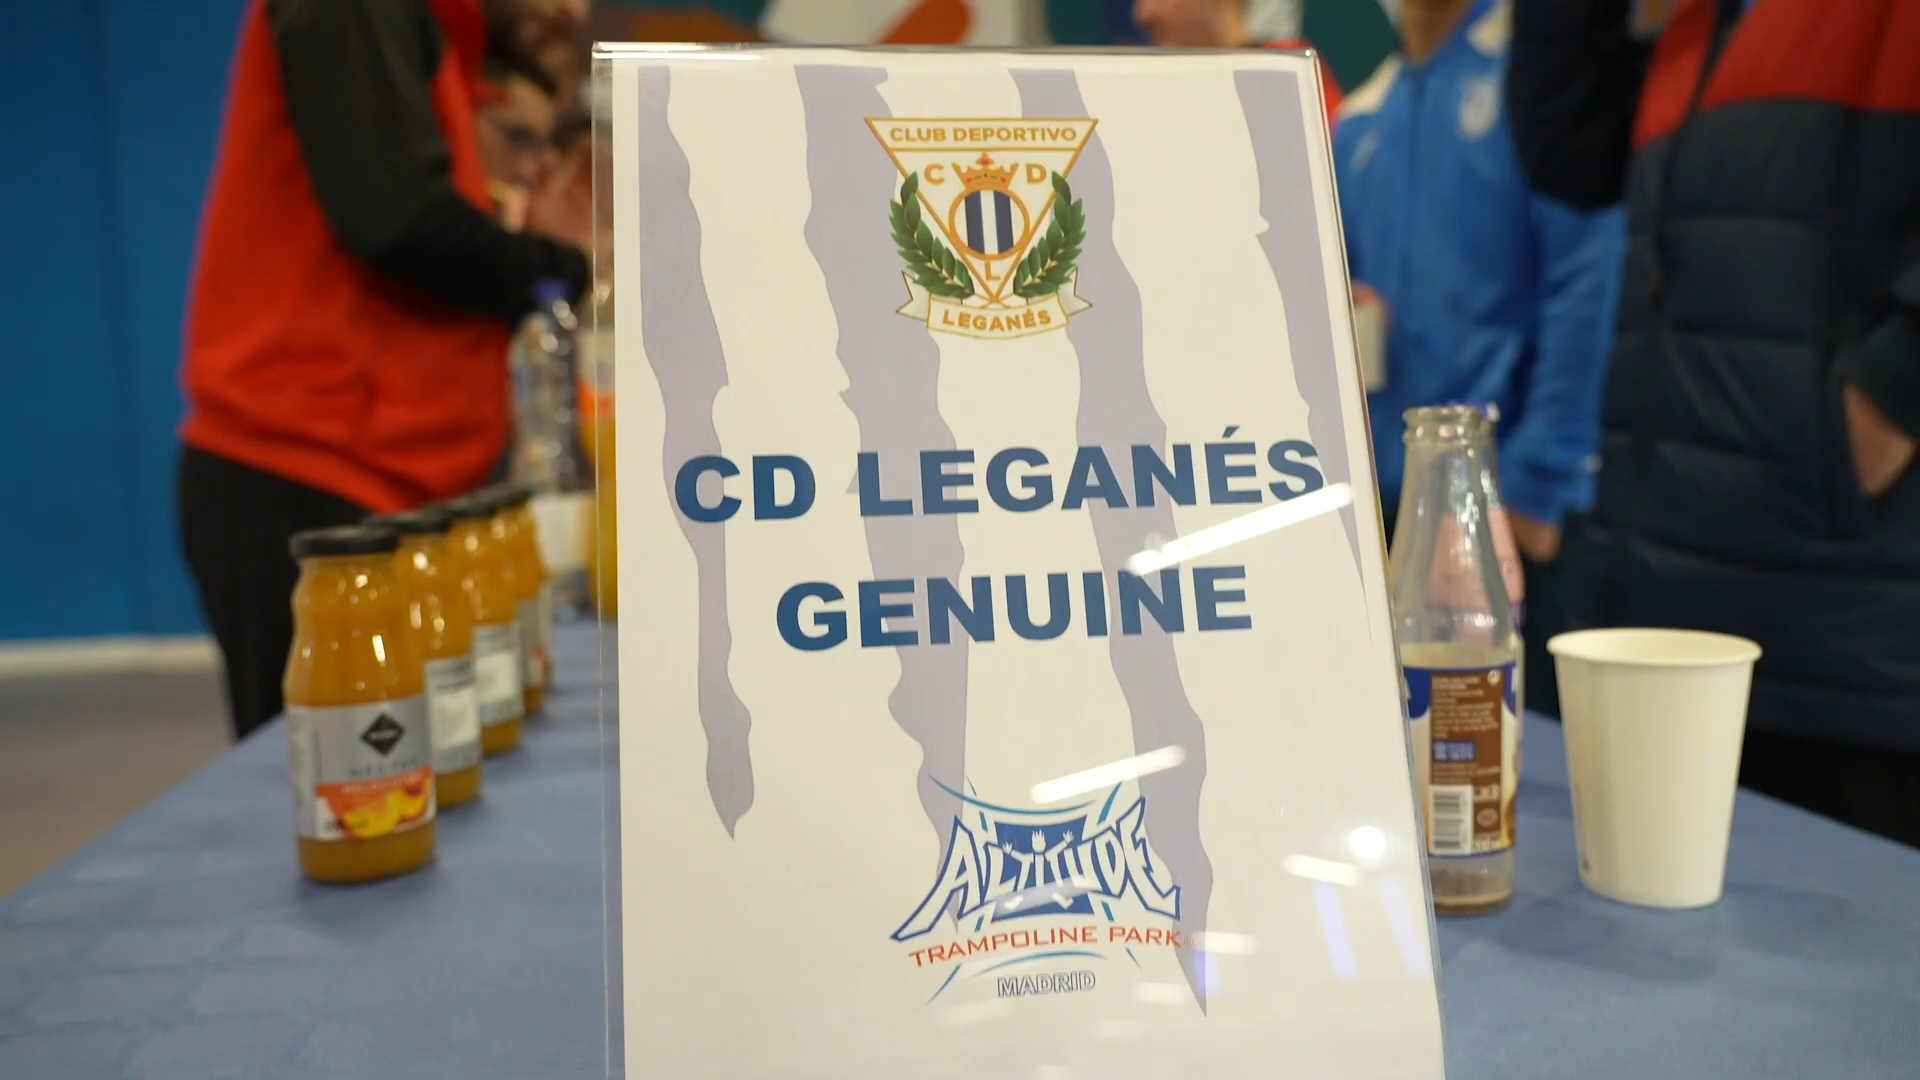 CLUB DEPORTIVO
C D
L
LEGANÉS
CD LEGANÉS
GENUINE
ALTITUDE
TRAMPOLINE PARK
MADRID